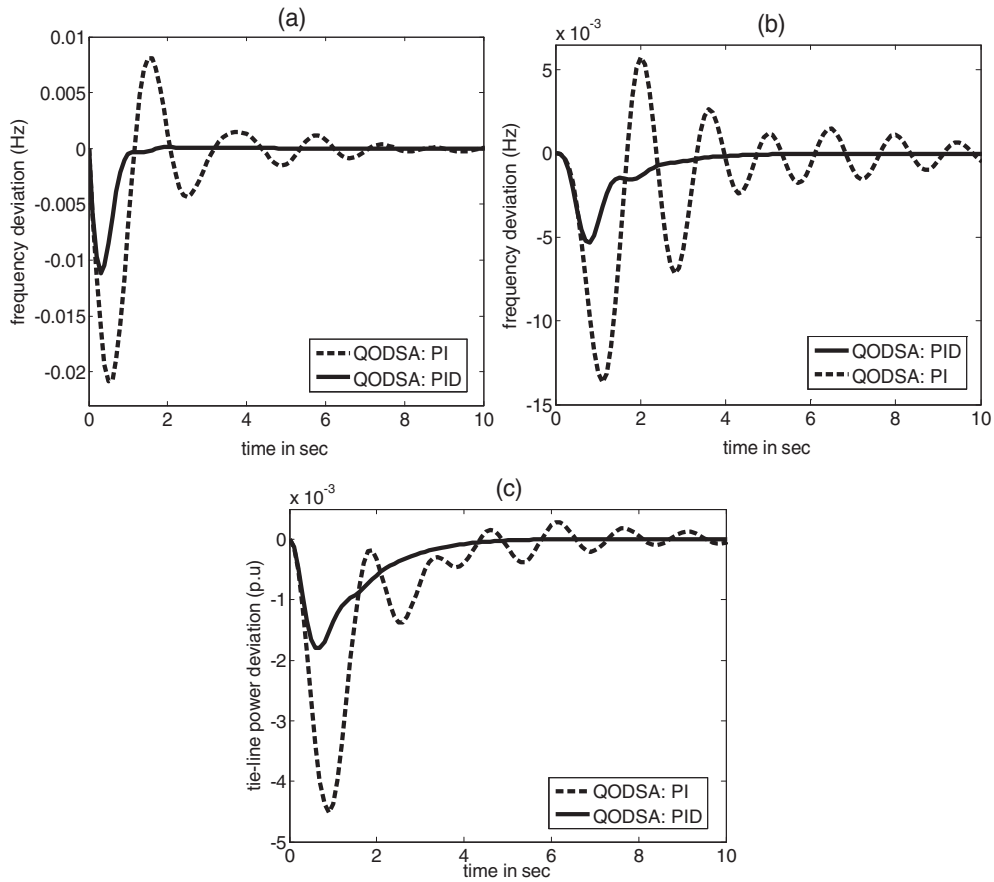 (a)
frequency deviation (Hz)
0.01
0.005
0
-0.005
-0.01
-0.015
-0.02
QODSA: PI
QODSA: PID
0 2 4 6 8 10
time in sec
(b)
x 10-3
frequency deviation (Hz)
5
0
-5
-10
-15
QODSA: PID
QODSA: PI
0 2 4 6 8 10
time in sec
(c)
x 10-3
tie-line power deviation (p.u)
0
-1
-2
-3
-4
-5
QODSA: PI
QODSA: PID
0 2 4 6 8 10
time in sec